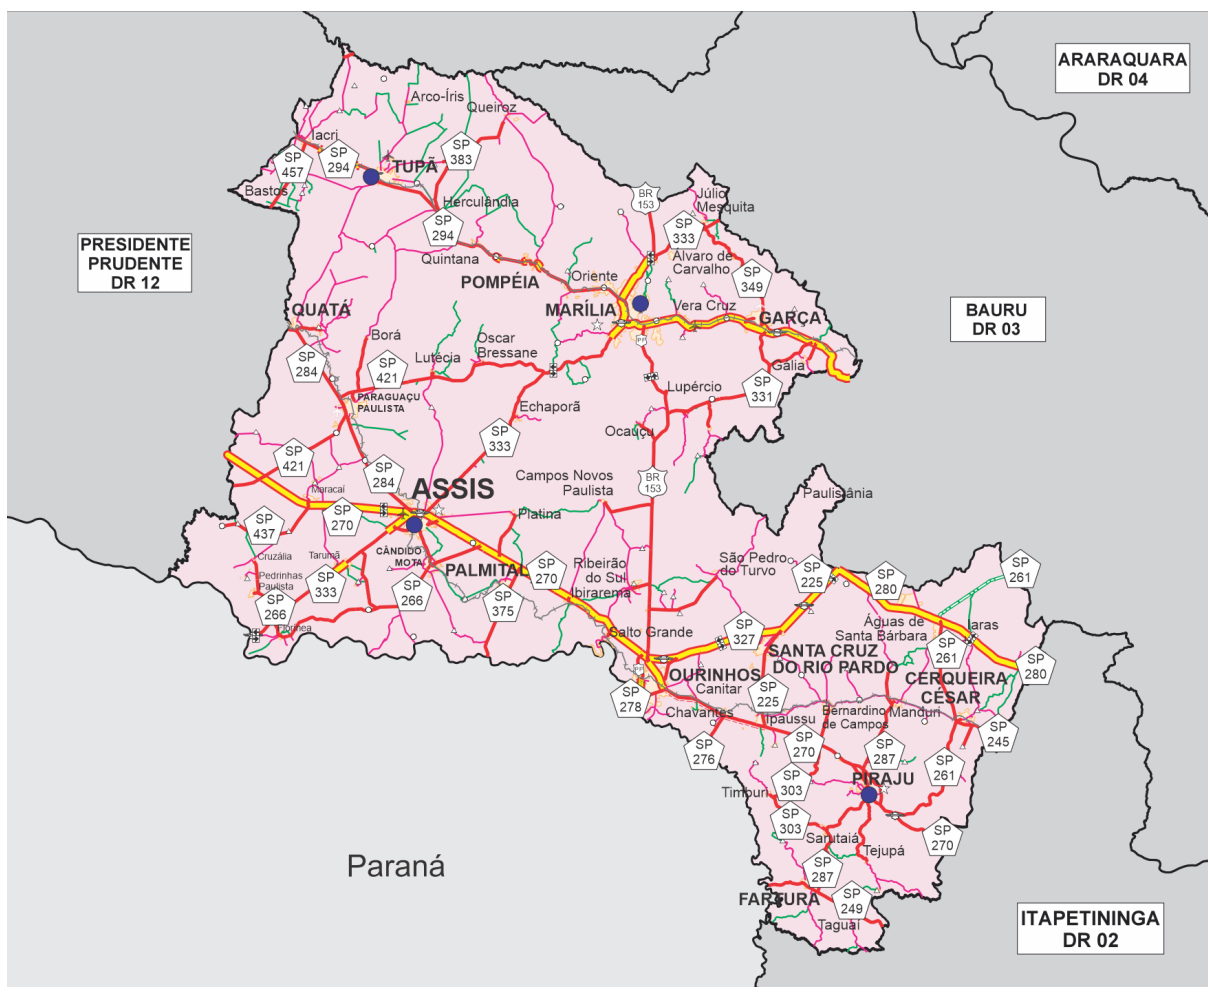 ARARAQUARA
DR 04
Arco-Íris
Queiroz
Iacri
SP
457
SP
294
TUPÃ
SP
383
Bastos
Herculândia
BR
153
Júlio
Mesquita
SP
294
SP
333
PRESIDENTE
PRUDENTE
DR 12
Quintana
Álvaro de
Carvalho
POMPÉIA
Oriente
SP
349
QUATÁ
MARÍLIA
Vera Cruz
GARÇA
BAURU
DR 03
Borá
Oscar
Bressane
PF
SP
284
SP
421
Lutécia
Gália
PARAGUAÇU
PAULISTA
Lupércio
SP
331
Echaporã
Ocauçu
SP
333
SP
421
SP
284
Campos Novos
Paulista
BR
153
Maracaí
ASSIS
Paulistânia
SP
270
Platina
SP
437
Cruzália
Tarumã
CÂNDIDO
MOTA
São Pedro
do Turvo
SP
225
SP
280
SP
261
Pedrinhas
Paulista
SP
333
SP
266
PALMITAL
SP
270
Ribeirão
do Sul
Ibirarema
SP
266
SP
375
Florínea
Salto Grande
SP
327
Águas de
Santa Bárbara
Iaras
SP
261
SANTA CRUZ
DO RIO PARDO
SP
280
PF
OURINHOS
Canitar
CERQUEIRA
CÉSAR
SP
278
SP
225
Chavantes
Ipaussu
Bernardino
de Campos
Manduri
SP
245
SP
276
SP
270
SP
287
SP
261
PIRAJU
Timburi
SP
303
SP
303
Sarutaiá
Tejupá
SP
270
Paraná
SP
287
FARTURA
SP
249
Taguaí
ITAPETININGA
DR 02